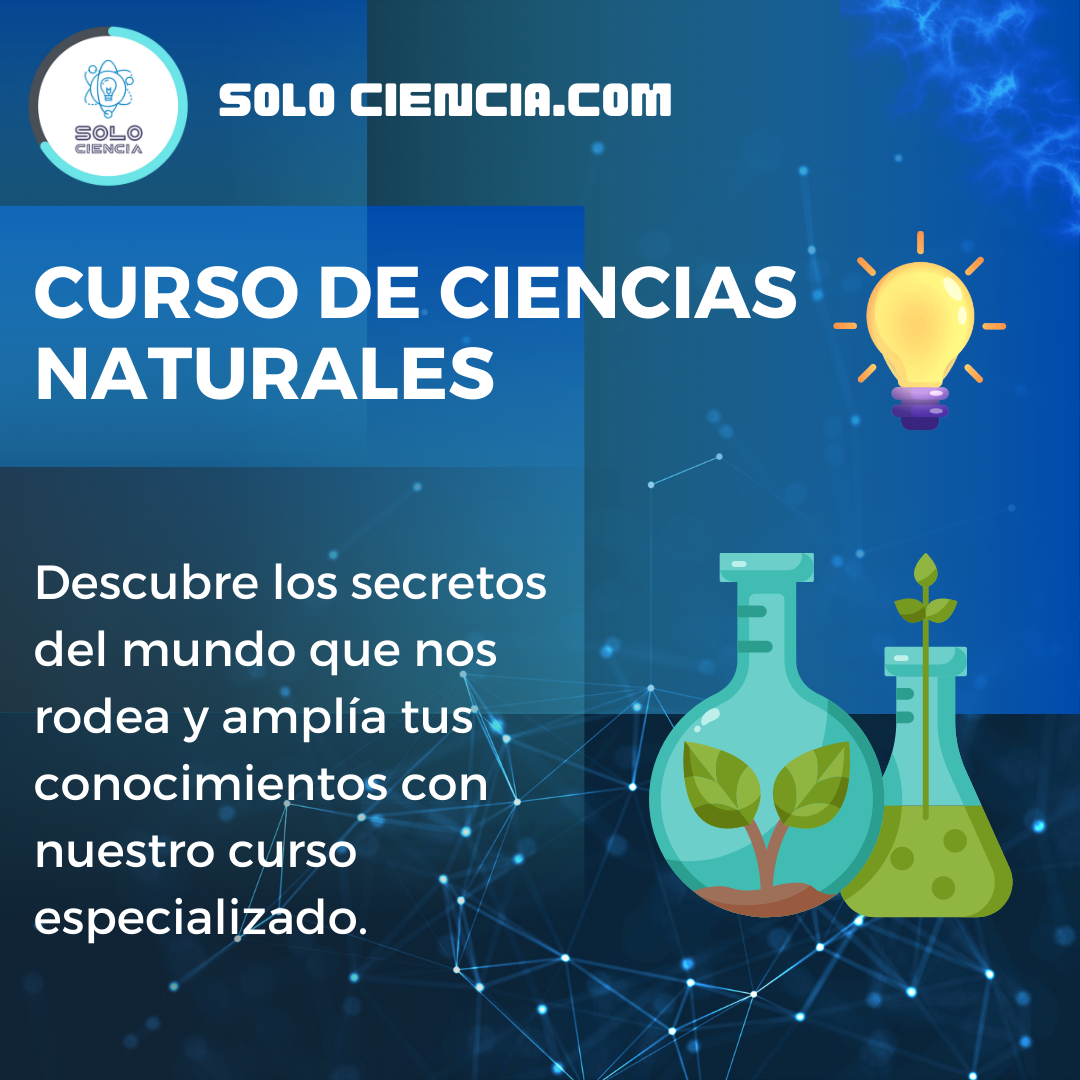 SOLO
CIENCIA
SOLO CIENCIA.COM
CURSO DE CIENCIAS
NATURALES
Descubre los secretos
del mundo que nos
rodea y amplía tus
conocimientos con
nuestro curso
especializado.